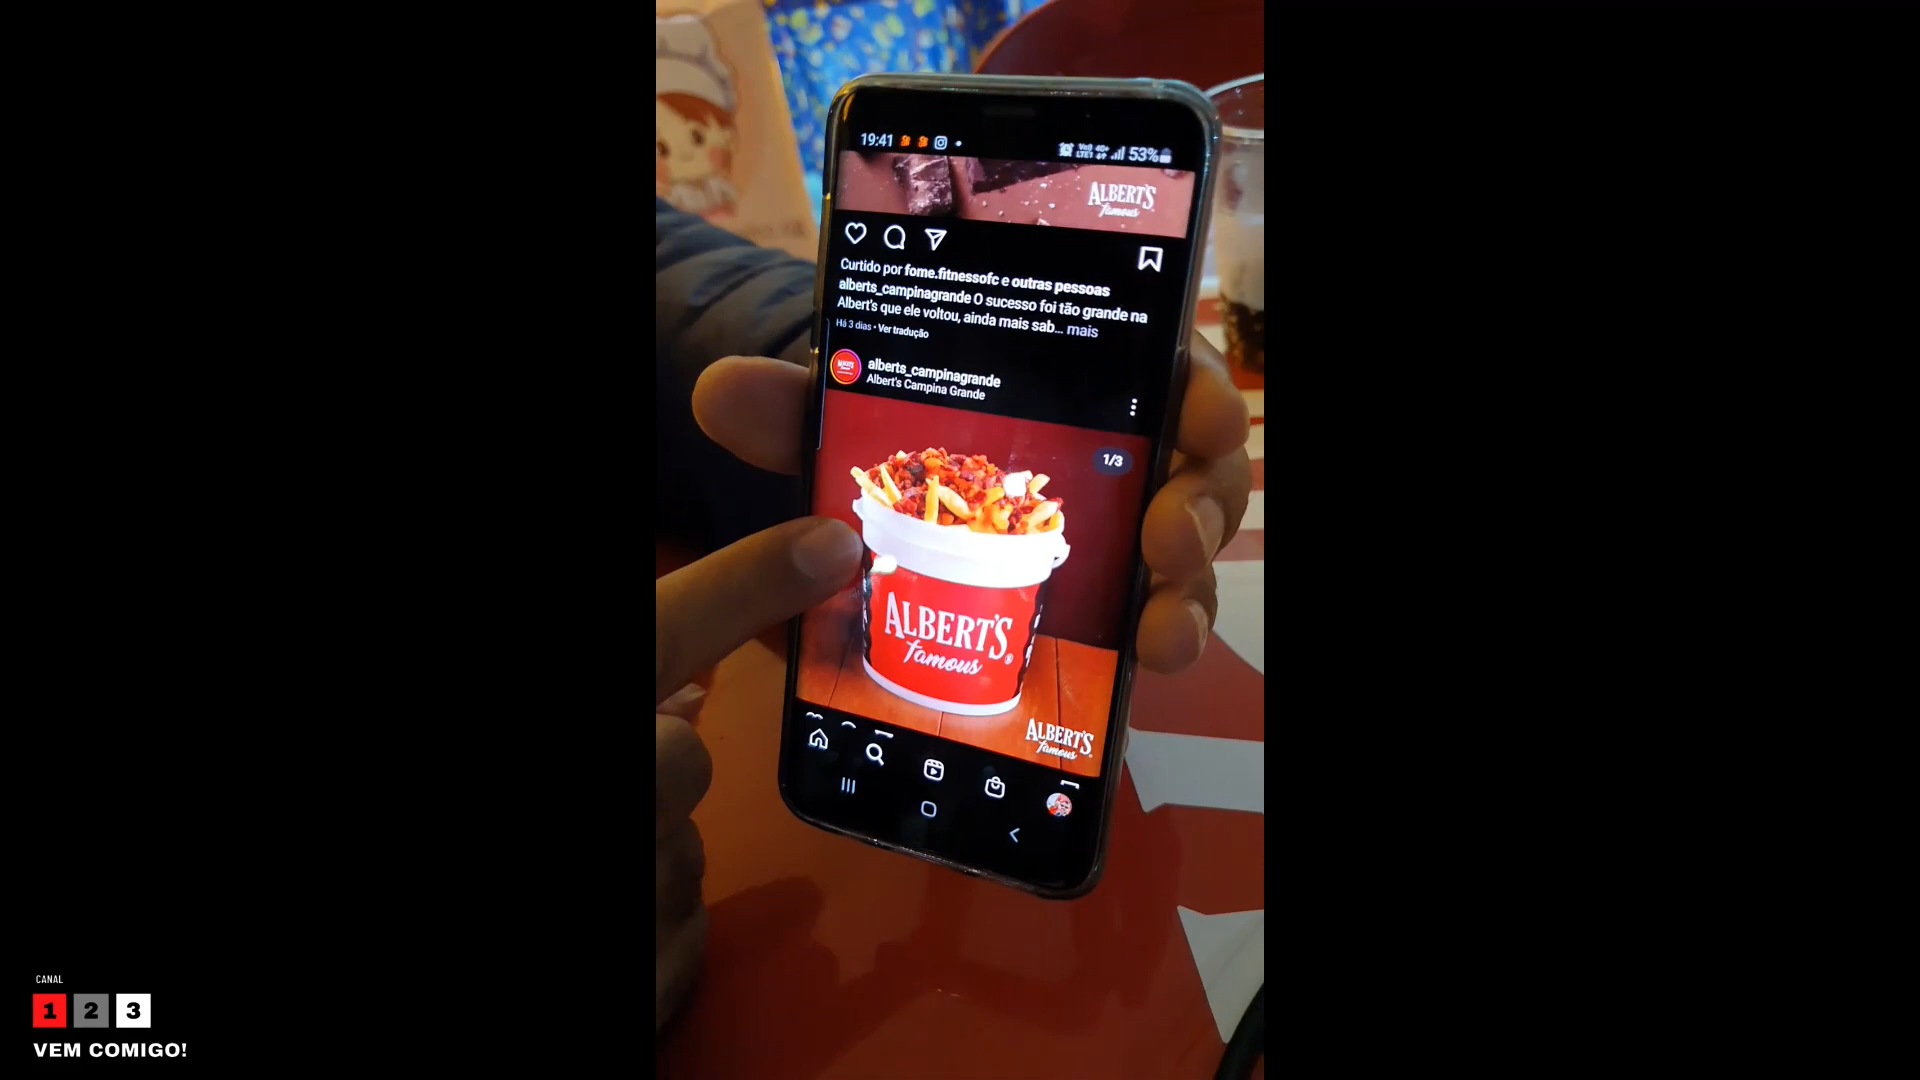 19:41
53%
ALBERT'S
famous
Curtido por fome.fitnessofc e outras pessoas
alberts_campinagrande O sucesso foi tão grande na
Albert's que ele voltou, ainda mais sab... mais
Há 3 dias • Ver tradução
alberts_campinagrande
Albert's Campina Grande
1/3
ALBERT'S
famous
ALBERT'S
famous
CANAL
1 2 3
VEM COMIGO!